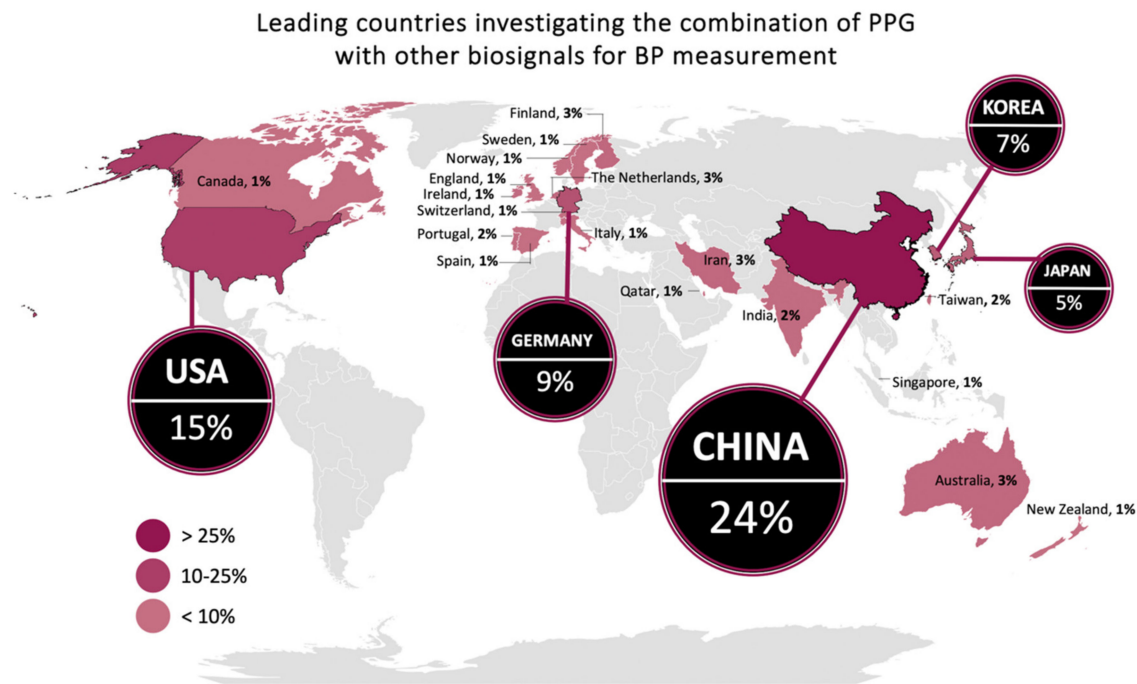 Leading countries investigating the combination of PPG
with other biosignals for BP measurement
KOREA
7%
Finland, 3%
Sweden, 1%
Norway, 1%
England, 1%
The Netherlands, 3%
Ireland, 1%
Switzerland, 1%
Portugal, 2%
Italy, 1%
Spain, 1%
Canada, 1%
Iran, 3%
Qatar, 1%
India, 2%
Taiwan, 2%
JAPAN
5%
GERMANY
9%
USA
15%
Singapore, 1%
CHINA
24%
Australia, 3%
New Zealand, 1%
> 25%
10-25%
< 10%